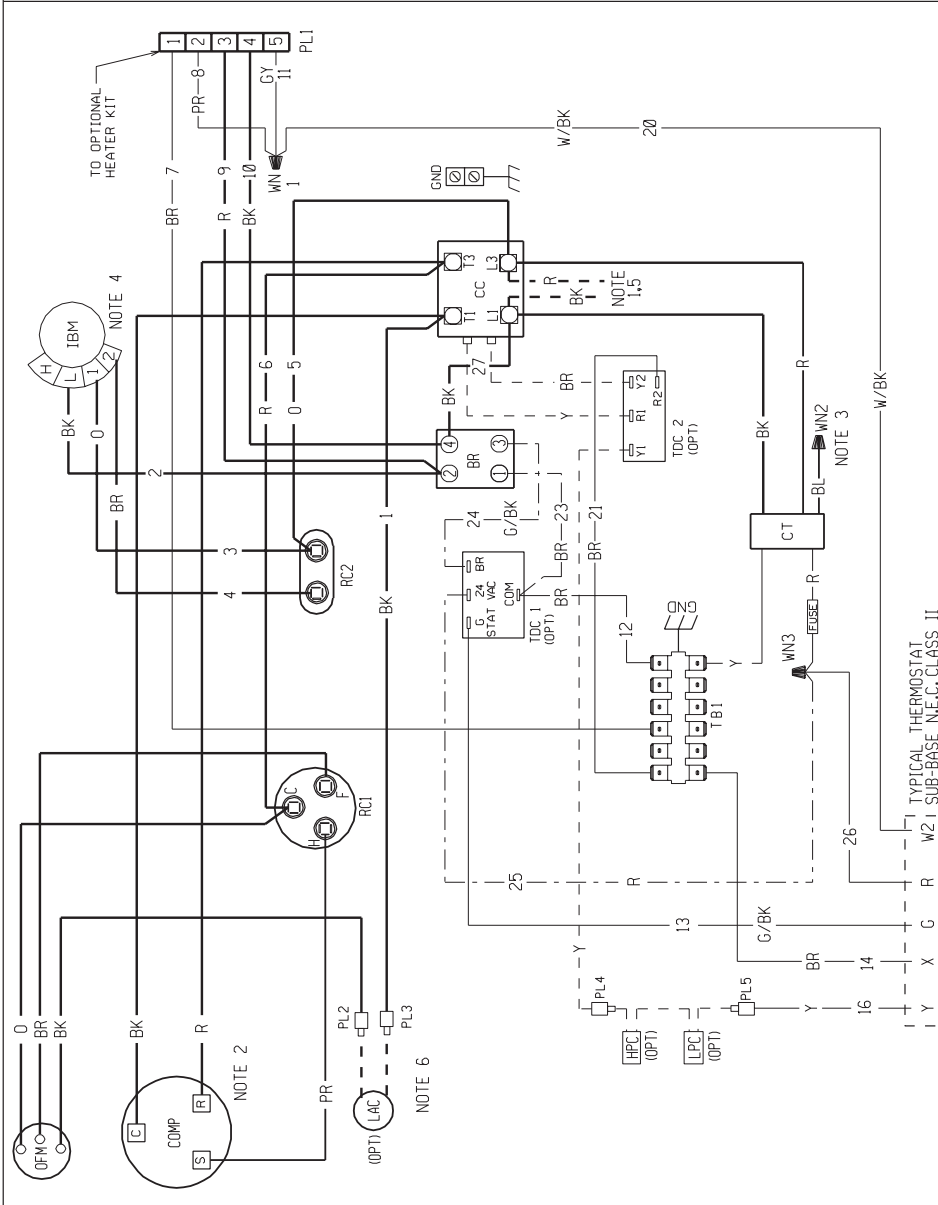 TO OPTIONAL
HEATER KIT
1
2
3
4
5
PL1
BR
7
PR
8
R
9
BK
10
GY
11
WN
1
W/BK
20
GND
IBM
H
L
1
2
NOTE 4
BK
O
BR
2
3
4
RC2
R
6
O
5
BK
1
T3
T1
CC
L3
L1
R
BK
NOTE
1,5
27
BK
4
3
2
1
BR
BR
Y
Y2
R1
Y1
R2
TDC 2
(OPT)
24
G/BK
BR
23
BR
21
BR
24
VAC
G
STAT
COM
TDC 1
(OPT)
BR
12
GND
TB1
Y
BK
R
CT
BL
WN2
NOTE 3
R
FUSE
WN3
W/BK
26
25
R
13
G/BK
BR
14
Y
16
TYPICAL THERMOSTAT
SUB-BASE N.E.C. CLASS II
W2
R
G
X
Y
Y
PL4
PL5
HPC
(OPT)
LPC
(OPT)
C
H
F
RC1
O
BR
BK
OFM
BK
R
PR
C
R
S
COMP
NOTE 2
PL2
PL3
NOTE 6
LAC
(OPT)